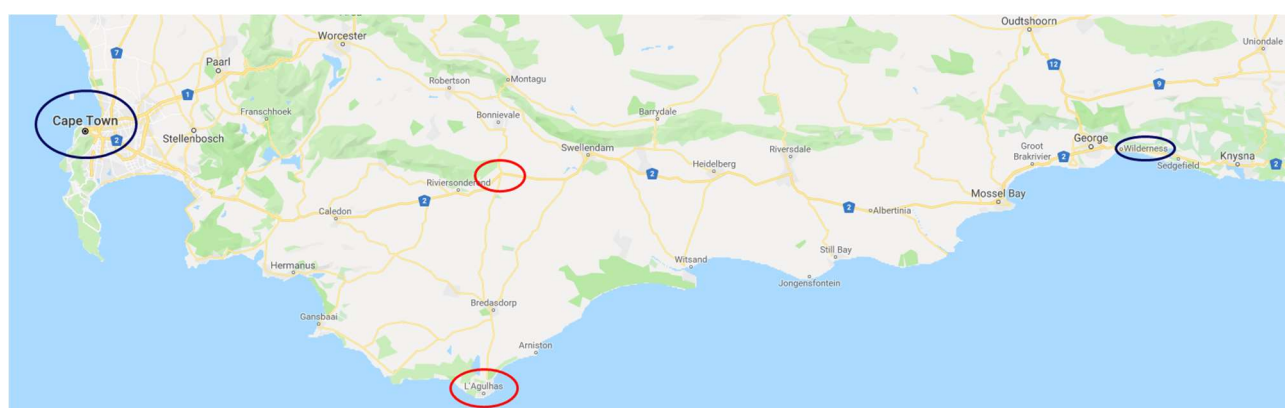 Oudtshoorn
Worcester
Uniondale
7
Paarl
12
Robertson
Montagu
9
1
Franschhoek
Bonnievale
Barrydale
Cape Town
2
Stellenbosch
Swellendam
Riversdale
George
Groot
Brakrivier
2
Wilderness
Sedgefield
Knysna
2
Heidelberg
2
Riviersonderend
2
Mossel Bay
2
Albertinia
Caledon
Still Bay
Witsand
Hermanus
Jongensfontein
Bredasdorp
Gansbaai
Arniston
L'Agulhas